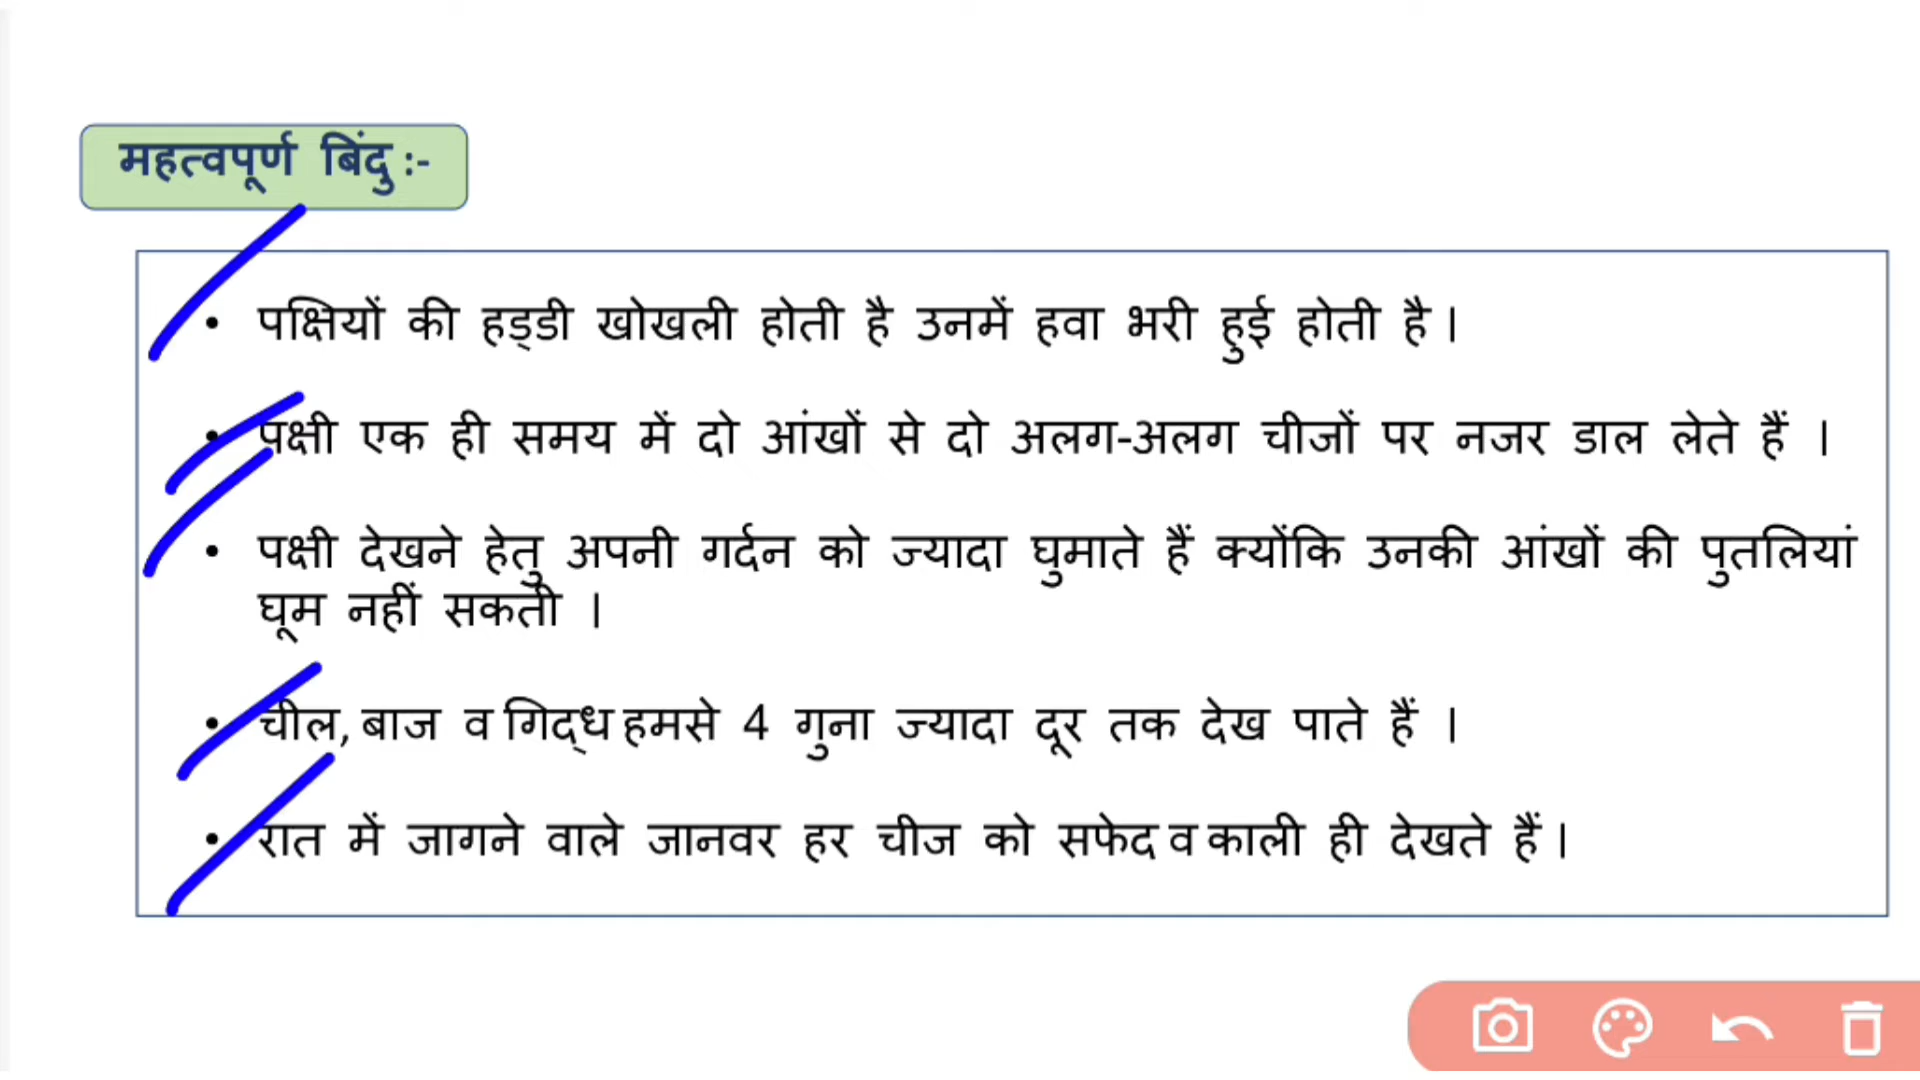 महत्वपूर्ण बिंदु :-
• पक्षियों की हड्डी खोखली होती है उनमें हवा भरी हुई होती है ।
• पक्षी एक ही समय में दो आंखों से दो अलग-अलग चीजों पर नजर डाल लेते हैं ।
• पक्षी देखने हेतु अपनी गर्दन को ज्यादा घुमाते हैं क्योंकि उनकी आंखों की पुतलियां
घूम नहीं सकती ।
• चील, बाज व गिद्ध हमसे 4 गुना ज्यादा दूर तक देख पाते हैं ।
• रात में जागने वाले जानवर हर चीज को सफेद व काली ही देखते हैं ।